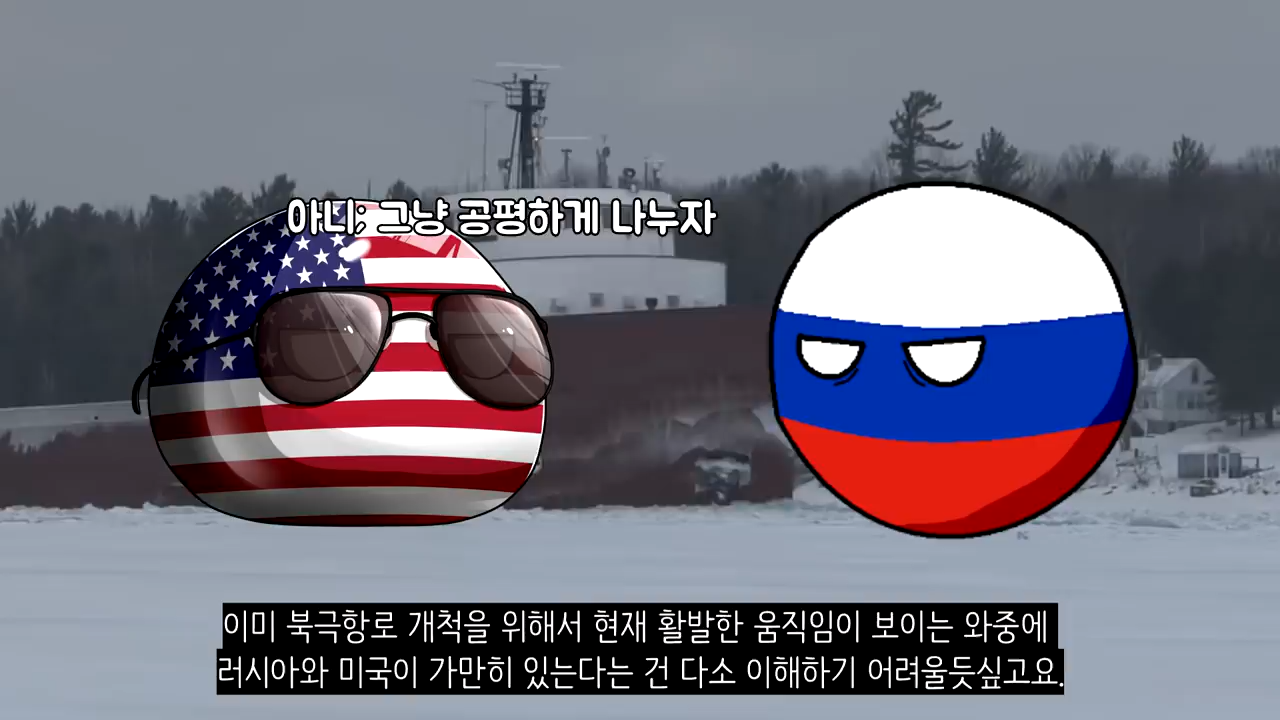 아니; 그냥 공평하게 나누자
이미 북극항로 개척을 위해서 현재 활발한 움직임이 보이는 와중에
러시아와 미국이 가만히 있는다는 건 다소 이해하기 어려울듯싶고요.